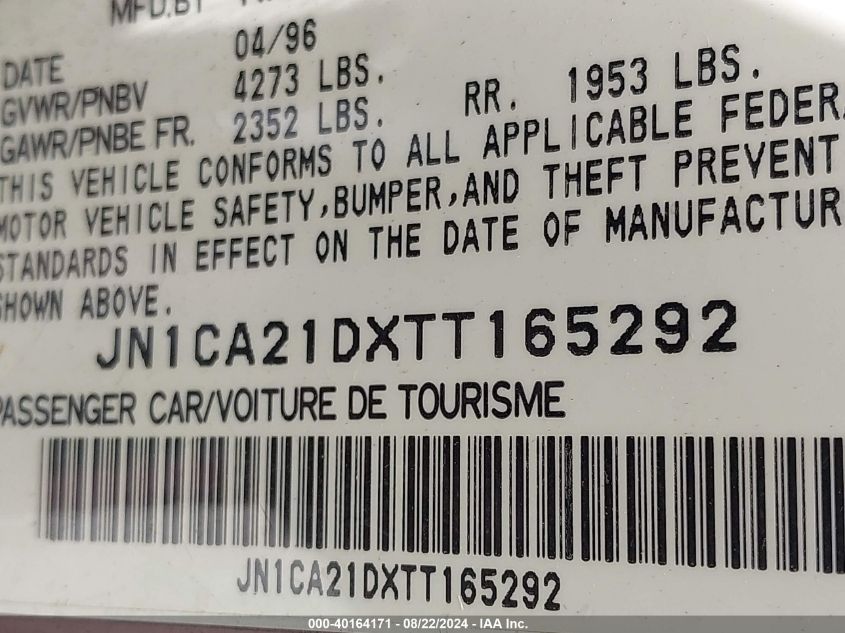 MFD.BY
DATE 04/96
GVWR/PNBV 4273 LBS.
GAWR/PNBE FR. 2352 LBS. RR. 1953 LBS.
THIS VEHICLE CONFORMS TO ALL APPLICABLE FEDER
MOTOR VEHICLE SAFETY,BUMPER,AND THEFT PREVENT
STANDARDS IN EFFECT ON THE DATE OF MANUFACTUR
SHOWN ABOVE.
JN1CA21DXTT165292
PASSENGER CAR/VOITURE DE TOURISME
JN1CA21DXTT165292
000-40164171 - 08/22/2024 - IAA Inc.